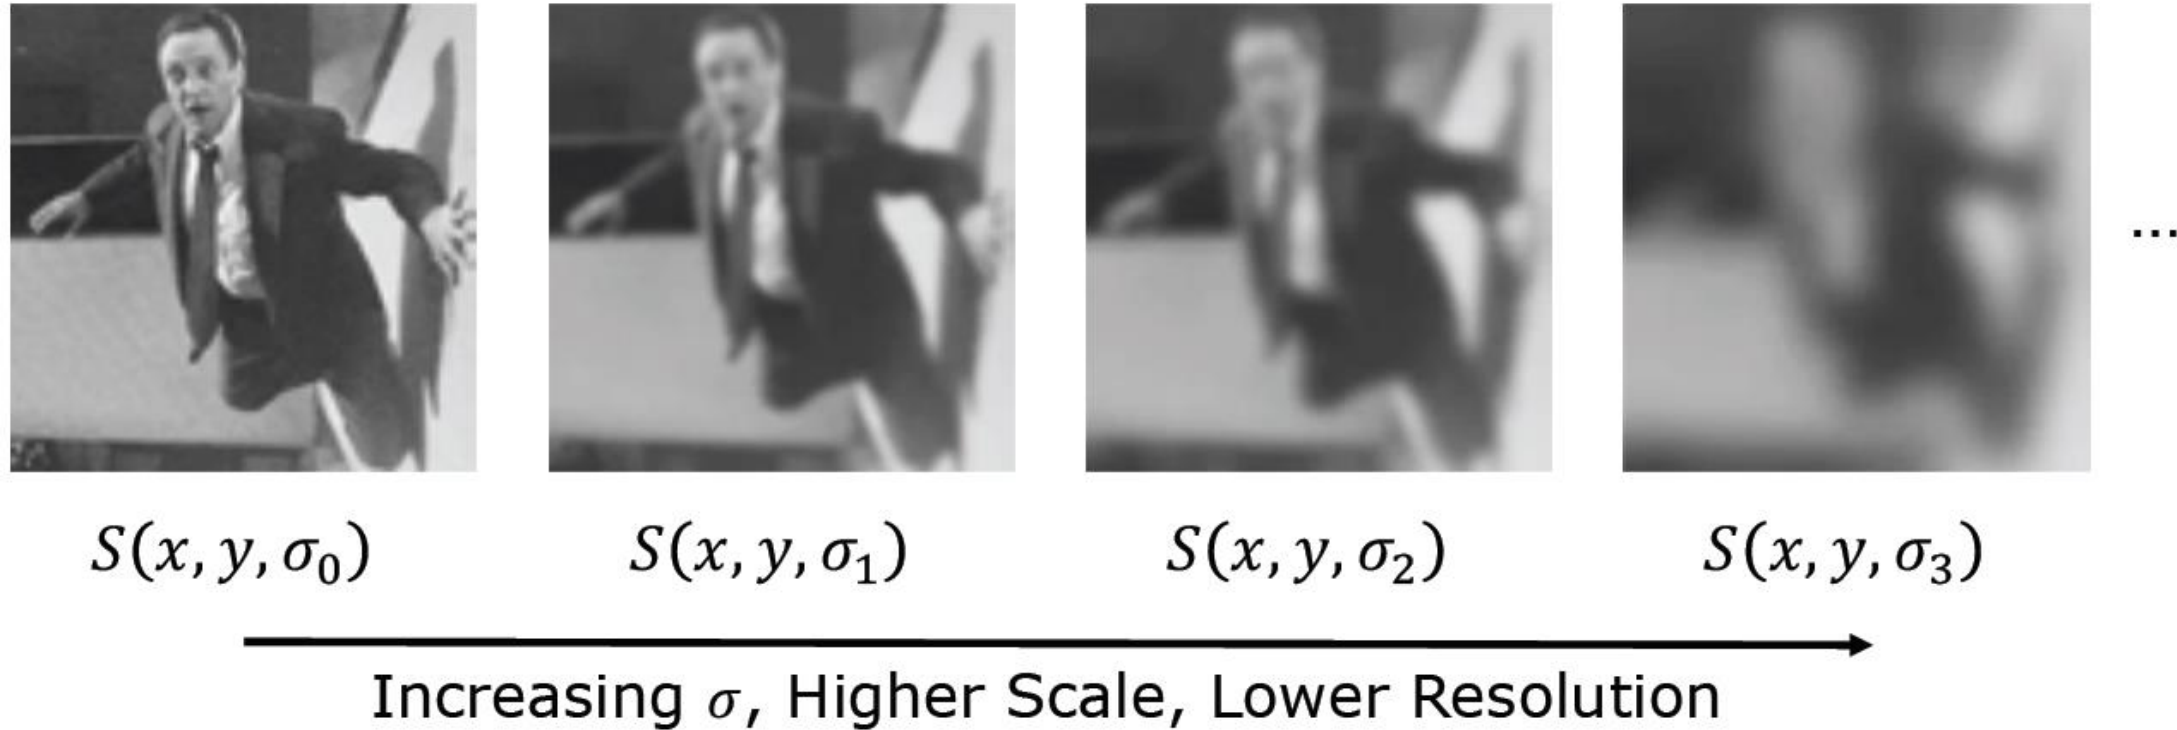 ...
S(x, y, σ₀) S(x, y, σ₁) S(x, y, σ₂) S(x, y, σ₃)
Increasing σ, Higher Scale, Lower Resolution